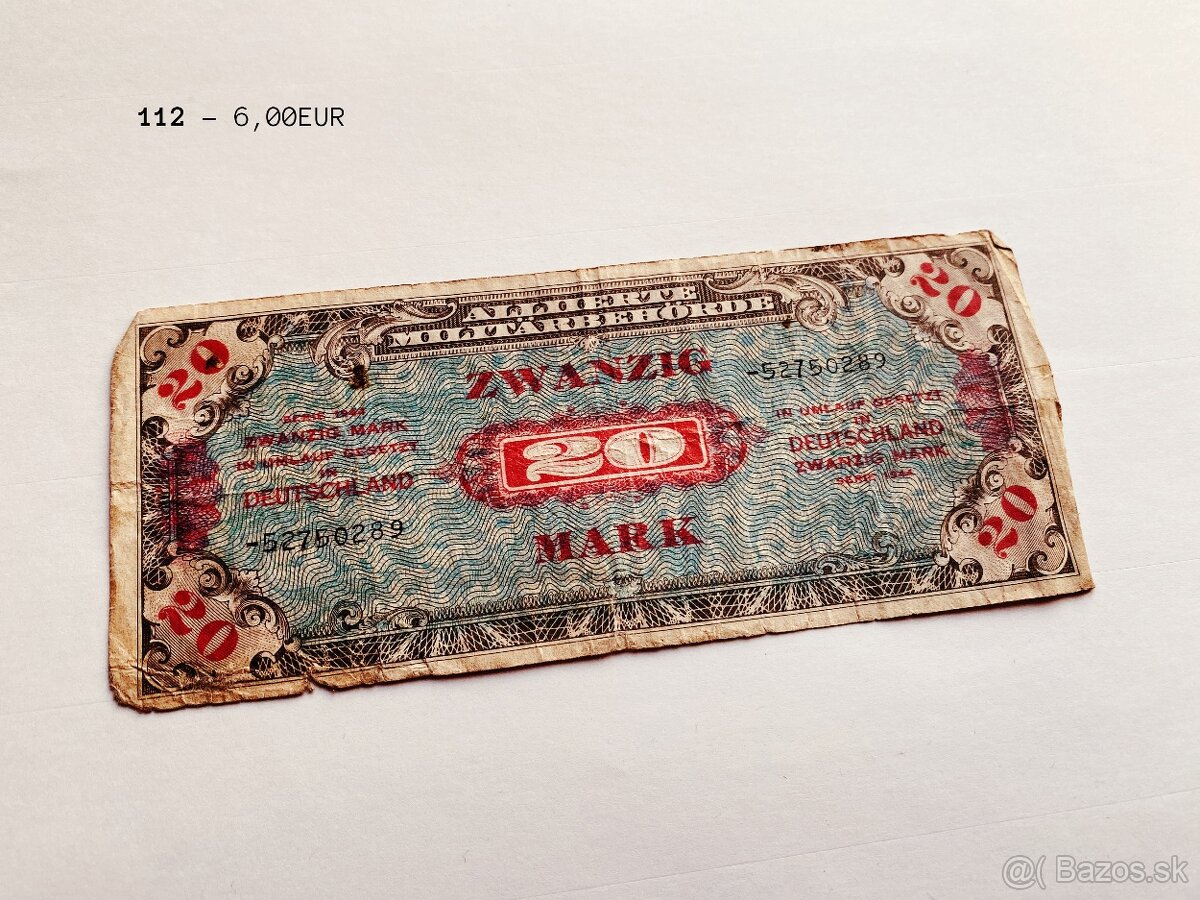 112 – 6,00EUR
ALLIIERTE
MILITÄRBEHÖRDE
20
20
ZWANZIG
-52750289
SERIE 1944
ZWANZIG MARK
IN UMLAUF GESETZT
IN
DEUTSCHLAND
20
IN UMLAUF GESETZT
IN
DEUTSCHLAND
ZWANZIG MARK
SERIE 1944
-52750289
MARK
20
20
@( Bazos.sk